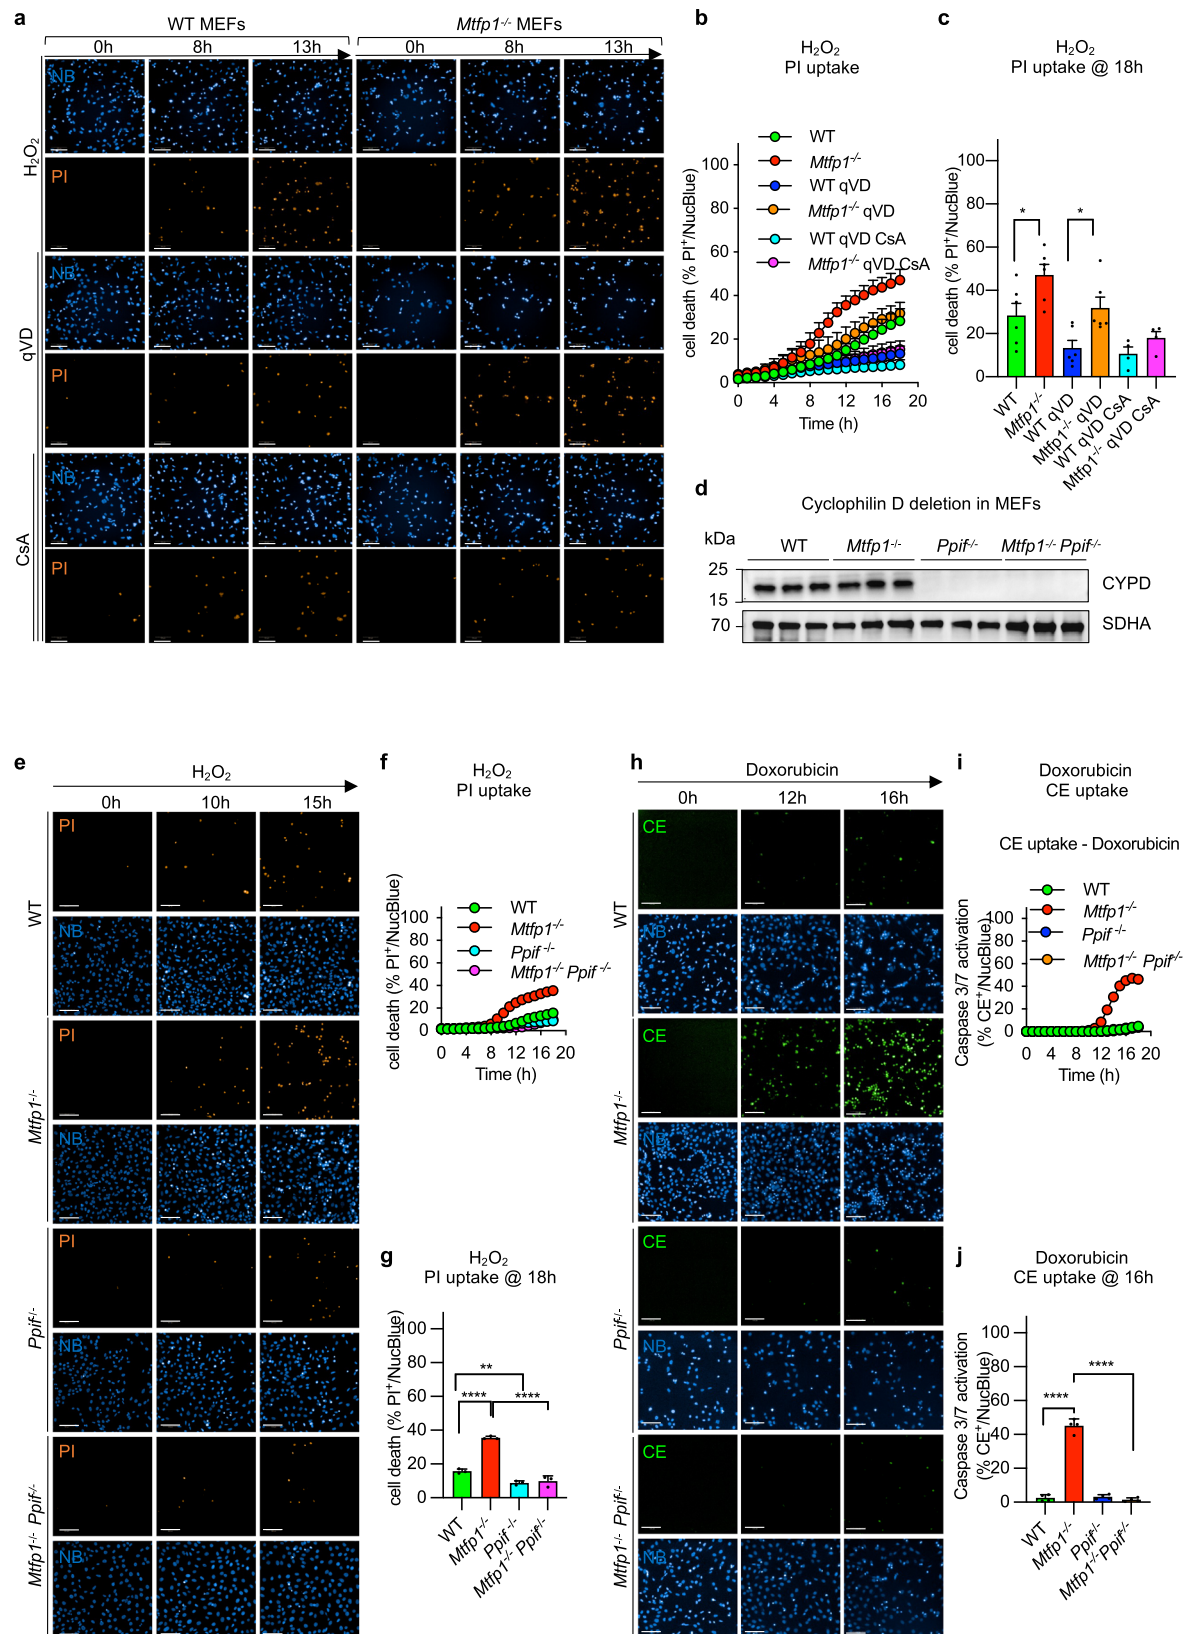 a
WT MEFs
Mtfp1-/- MEFs
0h 8h 13h 0h 8h 13h
H2O2
NB
PI
qVD
NB
PI
CsA
NB
PI
b
H2O2
PI uptake
WT
Mtfp1-/-
WT qVD
Mtfp1-/- qVD
WT qVD CsA
Mtfp1-/- qVD CsA
cell death (% PI+/NucBlue)
100
80
60
40
20
0
0 4 8 12 16 20
Time (h)
c
H2O2
PI uptake @ 18h
cell death (% PI+/NucBlue)
100
80
60
40
20
0
* *
WT
Mtfp1-/-
WT qVD
Mtfp1-/- qVD
WT qVD CsA
Mtfp1-/- qVD CsA
d
Cyclophilin D deletion in MEFs
kDa
WT Mtfp1-/- Ppif-/- Mtfp1-/- Ppif-/-
25
15
CYPD
70
SDHA
e
H2O2
0h 10h 15h
WT
PI
NB
Mtfp1-/-
PI
NB
Ppif-/-
PI
NB
Mtfp1-/- Ppif-/-
PI
NB
f
H2O2
PI uptake
WT
Mtfp1-/-
Ppif -/-
Mtfp1-/- Ppif -/-
cell death (% PI+/NucBlue)
100
80
60
40
20
0
0 4 8 12 16 20
Time (h)
g
H2O2
PI uptake @ 18h
cell death (% PI+/NucBlue)
100
80
60
40
20
0
**
**** ****
WT
Mtfp1-/-
Ppif -/-
Mtfp1-/- Ppif-/-
h
Doxorubicin
0h 12h 16h
WT
CE
NB
Mtfp1-/-
CE
NB
Ppif-/-
CE
NB
Mtfp1-/- Ppif-/-
CE
NB
i
Doxorubicin
CE uptake
CE uptake - Doxorubicin
WT
Mtfp1-/-
Ppif -/-
Mtfp1-/- Ppif-/-
Caspase 3/7 activation
(% CE+/NucBlue)
100
80
60
40
20
0
0 4 8 12 16 20
Time (h)
j
Doxorubicin
CE uptake @ 16h
Caspase 3/7 activation
(% CE+/NucBlue)
100
80
60
40
20
0
****
****
WT
Mtfp1-/-
Ppif-/-
Mtfp1-/-Ppif-/-